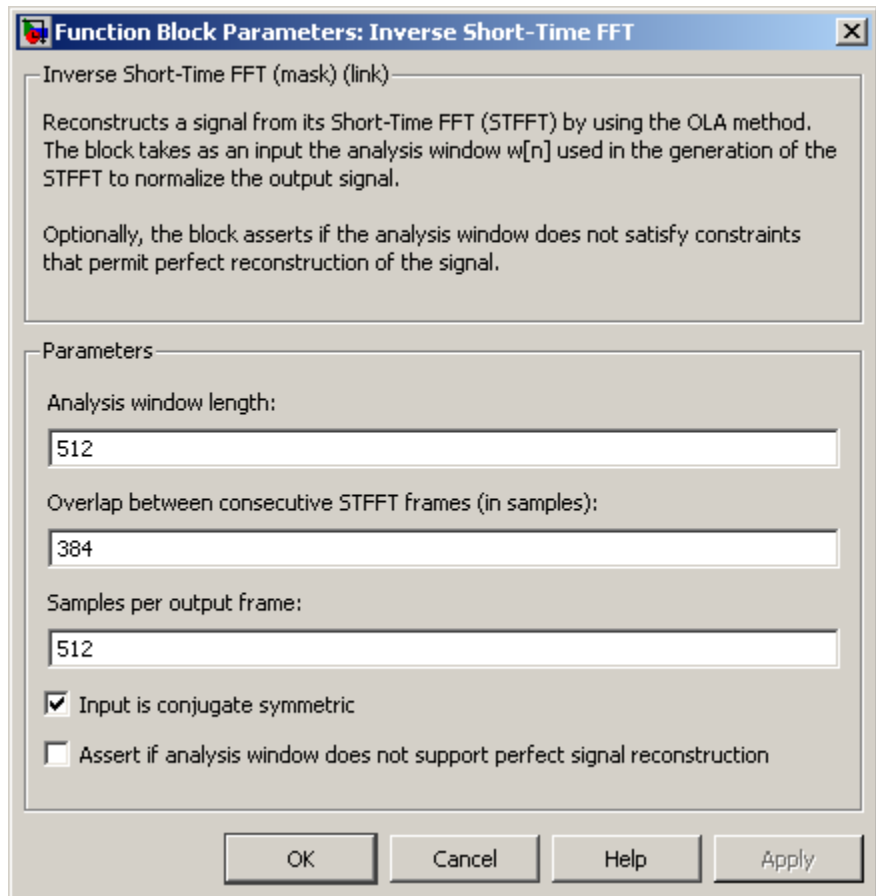 Function Block Parameters: Inverse Short-Time FFT
Inverse Short-Time FFT (mask) (link)
Reconstructs a signal from its Short-Time FFT (STFFT) by using the OLA method.
The block takes as an input the analysis window w[n] used in the generation of the
STFFT to normalize the output signal.
Optionally, the block asserts if the analysis window does not satisfy constraints
that permit perfect reconstruction of the signal.
Parameters
Analysis window length:
512
Overlap between consecutive STFFT frames (in samples):
384
Samples per output frame:
512
Input is conjugate symmetric
Assert if analysis window does not support perfect signal reconstruction
OK Cancel Help Apply